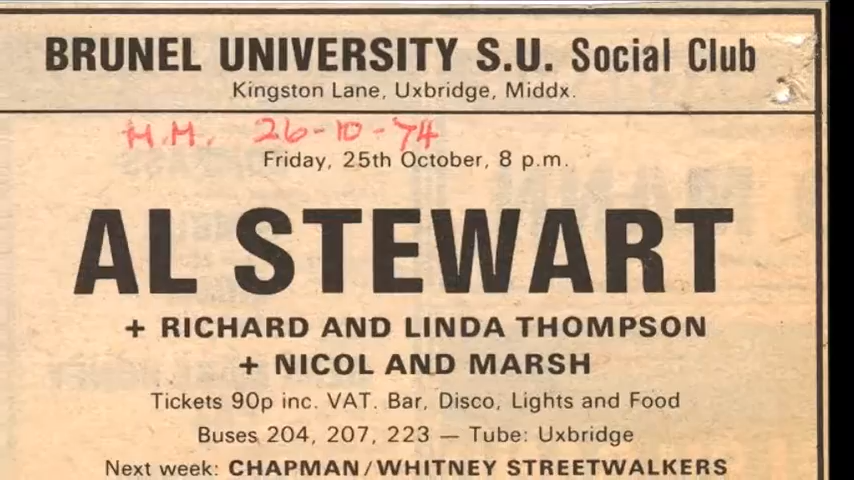 BRUNEL UNIVERSITY S.U. Social Club
Kingston Lane, Uxbridge, Middx.
M.M. 26-10-74
Friday, 25th October, 8 p.m.
AL STEWART
+ RICHARD AND LINDA THOMPSON
+ NICOL AND MARSH
Tickets 90p inc. VAT. Bar, Disco, Lights and Food
Buses 204, 207, 223 — Tube: Uxbridge
Next week: CHAPMAN/WHITNEY STREETWALKERS